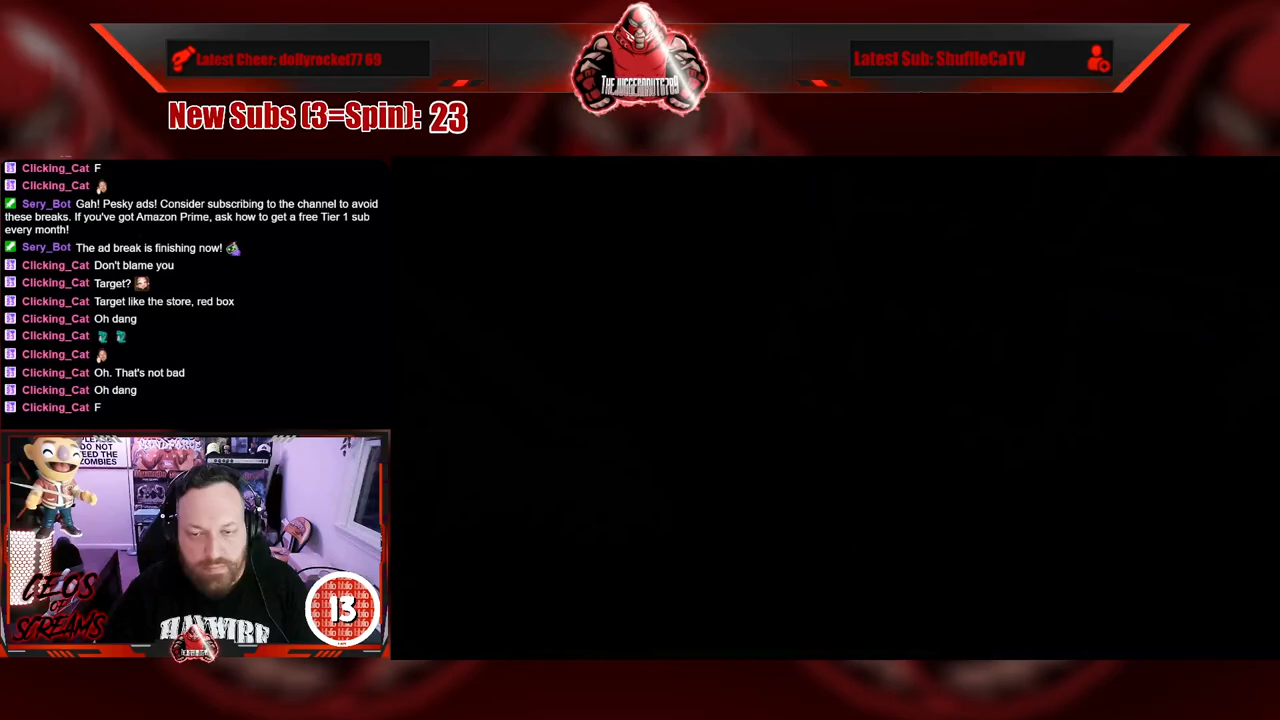 Latest Cheer: dollyrocket77 69
THEJUGGERNAUT6789
Latest Sub: ShuffleCaTV
New Subs (3=Spin): 23
Clicking_Cat F
Clicking_Cat
Sery_Bot Gah! Pesky ads! Consider subscribing to the channel to avoid
these breaks. If you've got Amazon Prime, ask how to get a free Tier 1 sub
every month!
Sery_Bot The ad break is finishing now!
Clicking_Cat Don't blame you
Clicking_Cat Target?
Clicking_Cat Target like the store, red box
Clicking_Cat Oh dang
Clicking_Cat
Clicking_Cat
Clicking_Cat Oh. That's not bad
Clicking_Cat Oh dang
Clicking_Cat F
DO NOT
FEED THE
ZOMBIES
CEOS
OF
SCREAMS
HAYWIRE
13